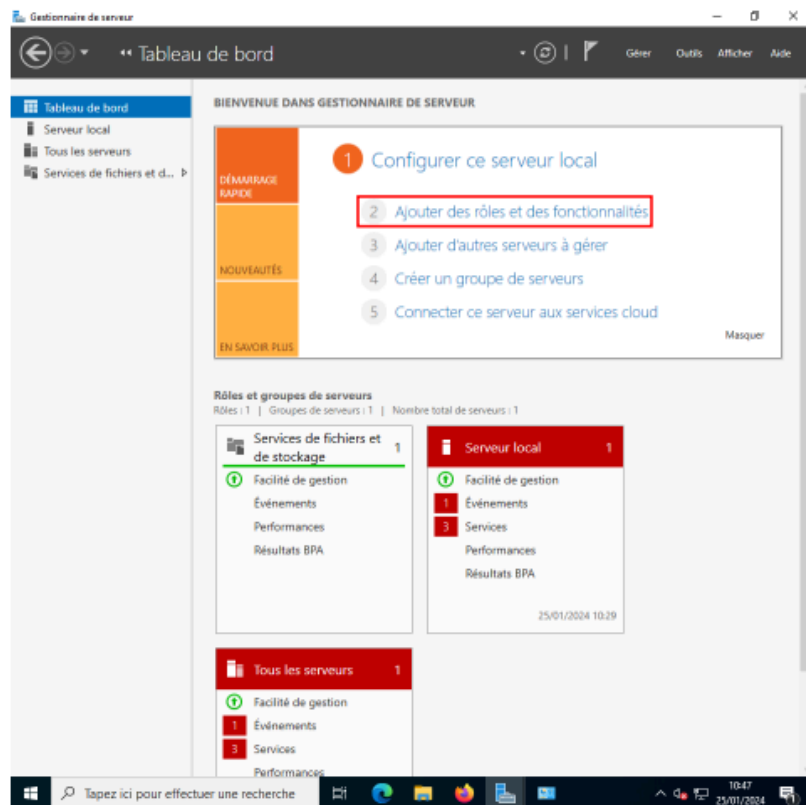 Gestionnaire de serveur
Tableau de bord
Gérer Outils Afficher Aide
Tableau de bord
Serveur local
Tous les serveurs
Services de fichiers et d...
BIENVENUE DANS GESTIONNAIRE DE SERVEUR
DÉMARRAGE
RAPIDE
NOUVEAUTÉS
EN SAVOIR PLUS
1 Configurer ce serveur local
2 Ajouter des rôles et des fonctionnalités
3 Ajouter d'autres serveurs à gérer
4 Créer un groupe de serveurs
5 Connecter ce serveur aux services cloud
Masquer
Rôles et groupes de serveurs
Rôles : 1 | Groupes de serveurs : 1 | Nombre total de serveurs : 1
Services de fichiers et
de stockage
1
Facilité de gestion
Événements
Performances
Résultats BPA
Serveur local 1
Facilité de gestion
1 Événements
3 Services
Performances
Résultats BPA
25/01/2024 10:29
Tous les serveurs 1
Facilité de gestion
1 Événements
3 Services
Performances
Tapez ici pour effectuer une recherche
10:47
25/01/2024